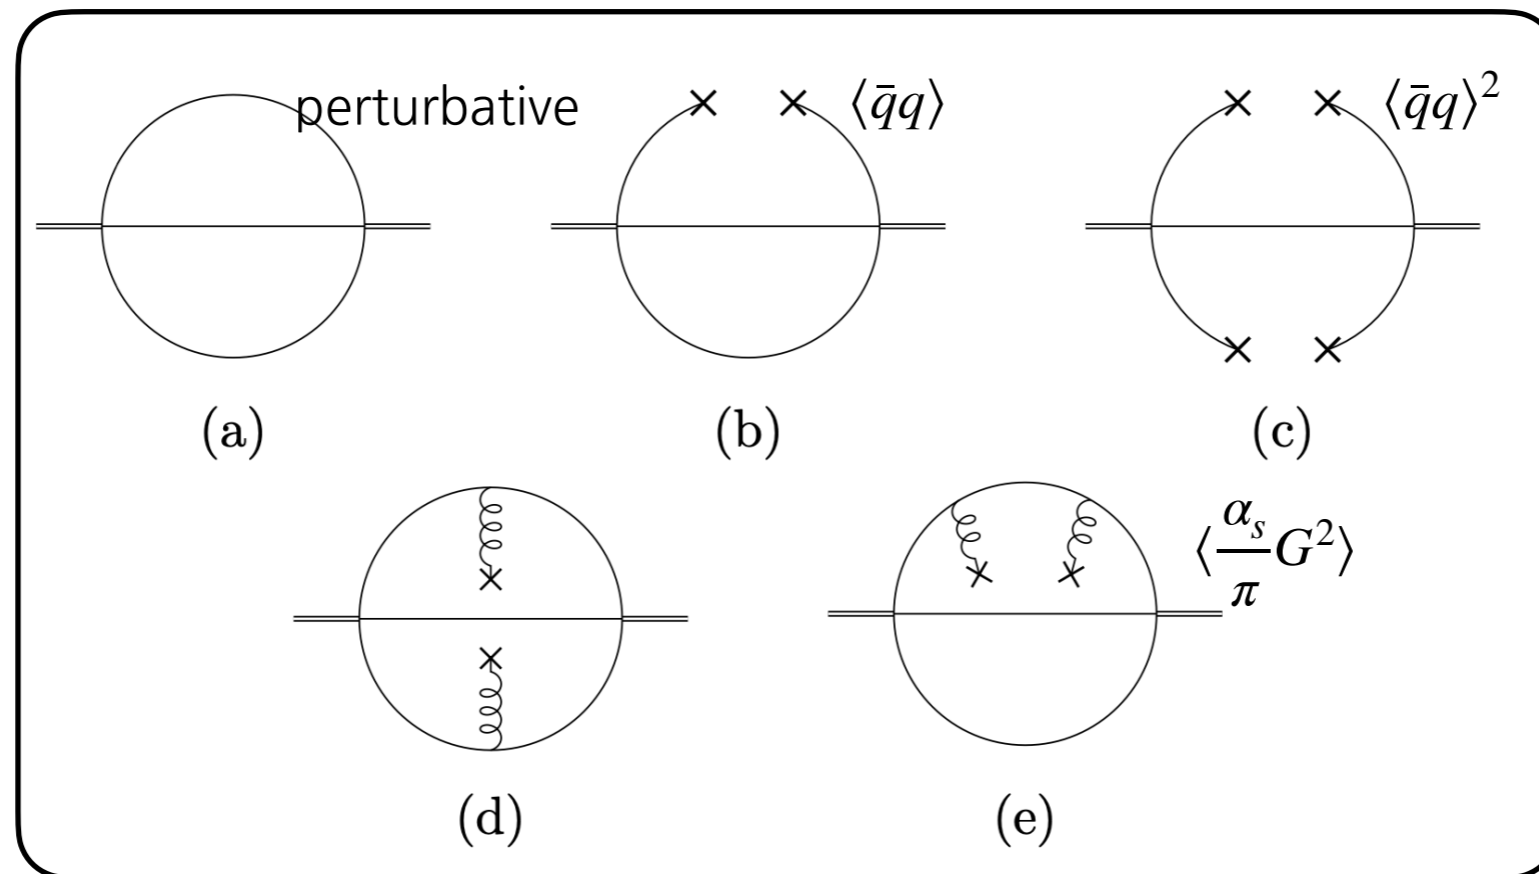 perturbative
⟨q̄q⟩
⟨q̄q⟩²
(a)
(b)
(c)
⟨αₛ/π G²⟩
(d)
(e)